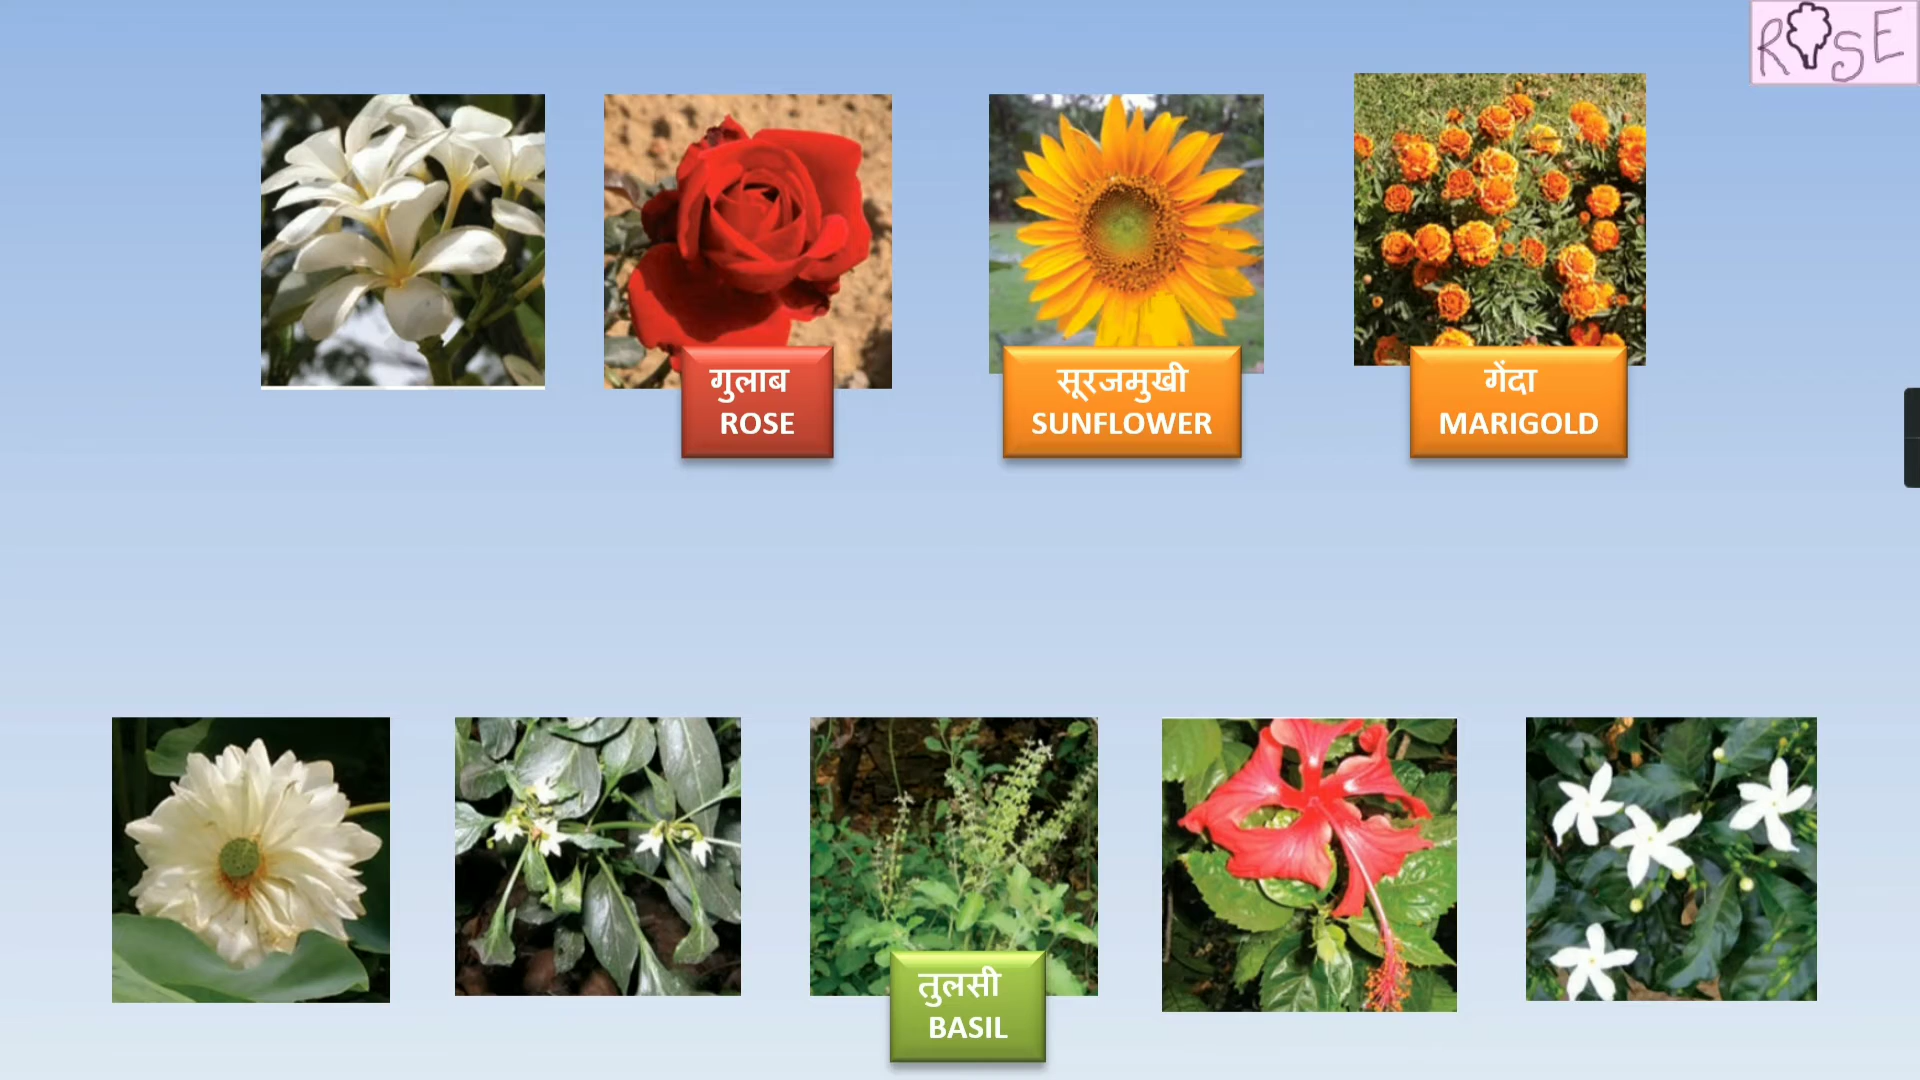 ROSE
गुलाब
ROSE
सूरजमुखी
SUNFLOWER
गेंदा
MARIGOLD
तुलसी
BASIL